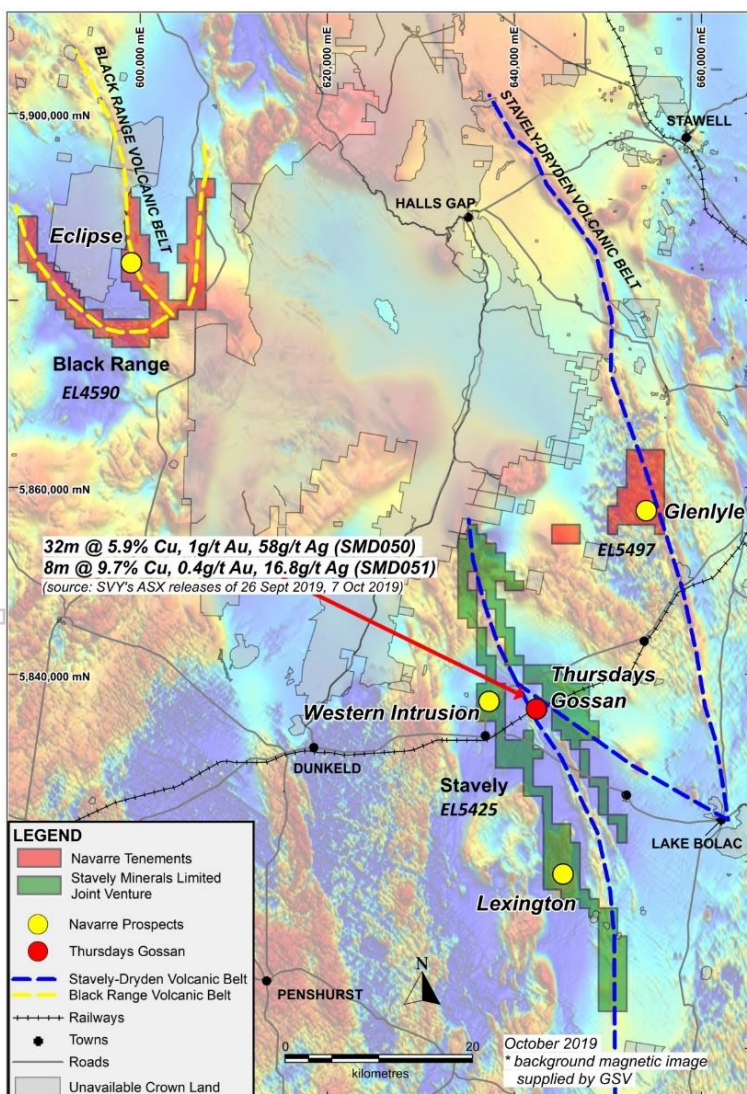 600,000 mE
620,000 mE
640,000 mE
660,000 mE
5,900,000 mN
BLACK RANGE VOLCANIC BELT
STAVELY-DRYDEN VOLCANIC BELT
STAWELL
HALLS GAP
Eclipse
Black Range
EL4590
5,860,000 mN
Glenlyle
EL5497
32m @ 5.9% Cu, 1g/t Au, 58g/t Ag (SMD050)
8m @ 9.7% Cu, 0.4g/t Au, 16.8g/t Ag (SMD051)
(source: SVY's ASX releases of 26 Sept 2019, 7 Oct 2019)
5,840,000 mN
Thursdays
Gossan
Western Intrusion
DUNKELD
Stavely
EL5425
LAKE BOLAC
Lexington
PENSHURST
N
0
20
kilometres
October 2019
* background magnetic image
supplied by GSV
LEGEND
Navarre Tenements
Stavely Minerals Limited
Joint Venture
Navarre Prospects
Thursdays Gossan
Stavely-Dryden Volcanic Belt
Black Range Volcanic Belt
Railways
Towns
Roads
Unavailable Crown Land